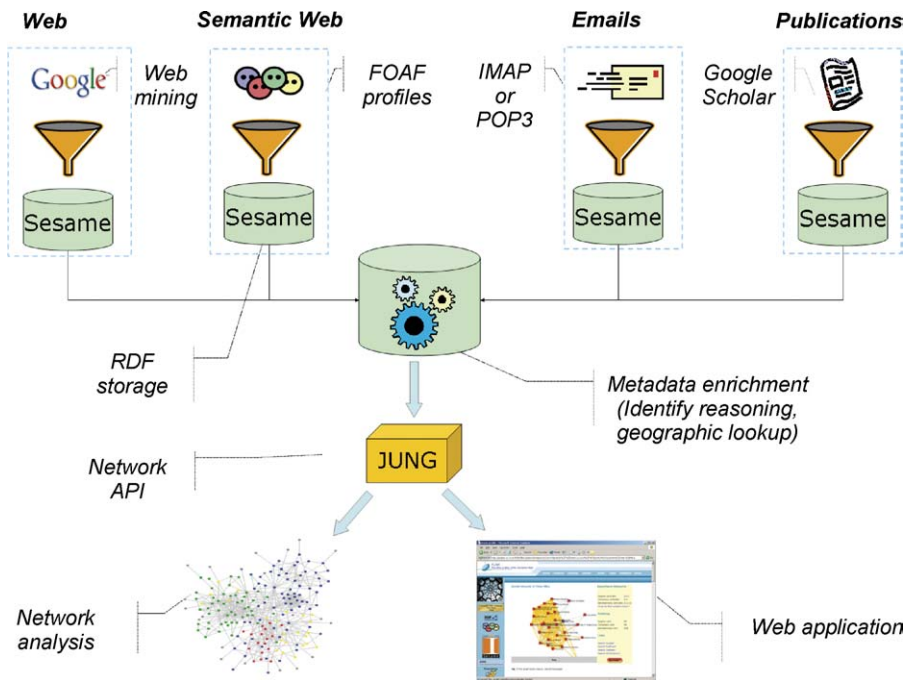 Web
Semantic Web
Emails
Publications
Google
Web
mining
FOAF
profiles
IMAP
or
POP3
Google
Scholar
Sesame
Sesame
Sesame
Sesame
RDF
storage
Metadata enrichment
(Identify reasoning,
geographic lookup)
Network
API
JUNG
Network
analysis
Web application